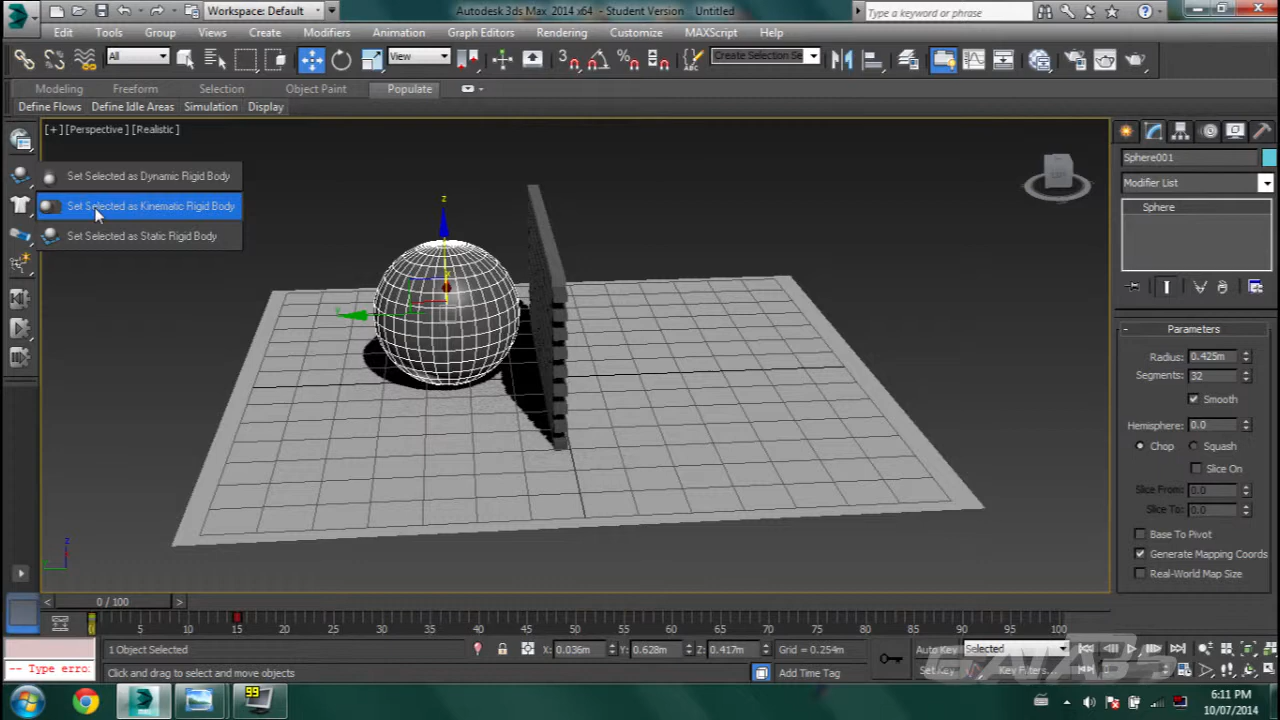 Workspace: Default
Autodesk 3ds Max 2014 x64 - Student Version Untitled
Type a keyword or phrase
Edit Tools Group Views Create Modifiers Animation Graph Editors Rendering Customize MAXScript Help
All
View
3
Create Selection Se
Modeling Freeform Selection Object Paint Populate
Define Flows Define Idle Areas Simulation Display
[+] [Perspective] [Realistic]
Set Selected as Dynamic Rigid Body
Set Selected as Kinematic Rigid Body
Set Selected as Static Rigid Body
z
y
Sphere001
Modifier List
Sphere
Parameters
Radius: 0.425m
Segments: 32
Smooth
Hemisphere: 0.0
Chop Squash
Slice On
Slice From: 0.0
Slice To: 0.0
Base To Pivot
Generate Mapping Coords
Real-World Map Size
z
< 0 / 100 >
0 5 10 15 20 25 30 35 40 45 50 55 60 65 70 75 80 85 90 95 100
1 Object Selected
X: 0.036m Y: 0.628m Z: 0.417m Grid = 0.254m
Auto Key Selected
-- Type erro
Click and drag to select and move objects
Add Time Tag
Set Key Key Filters...
99
6:11 PM
10/07/2014